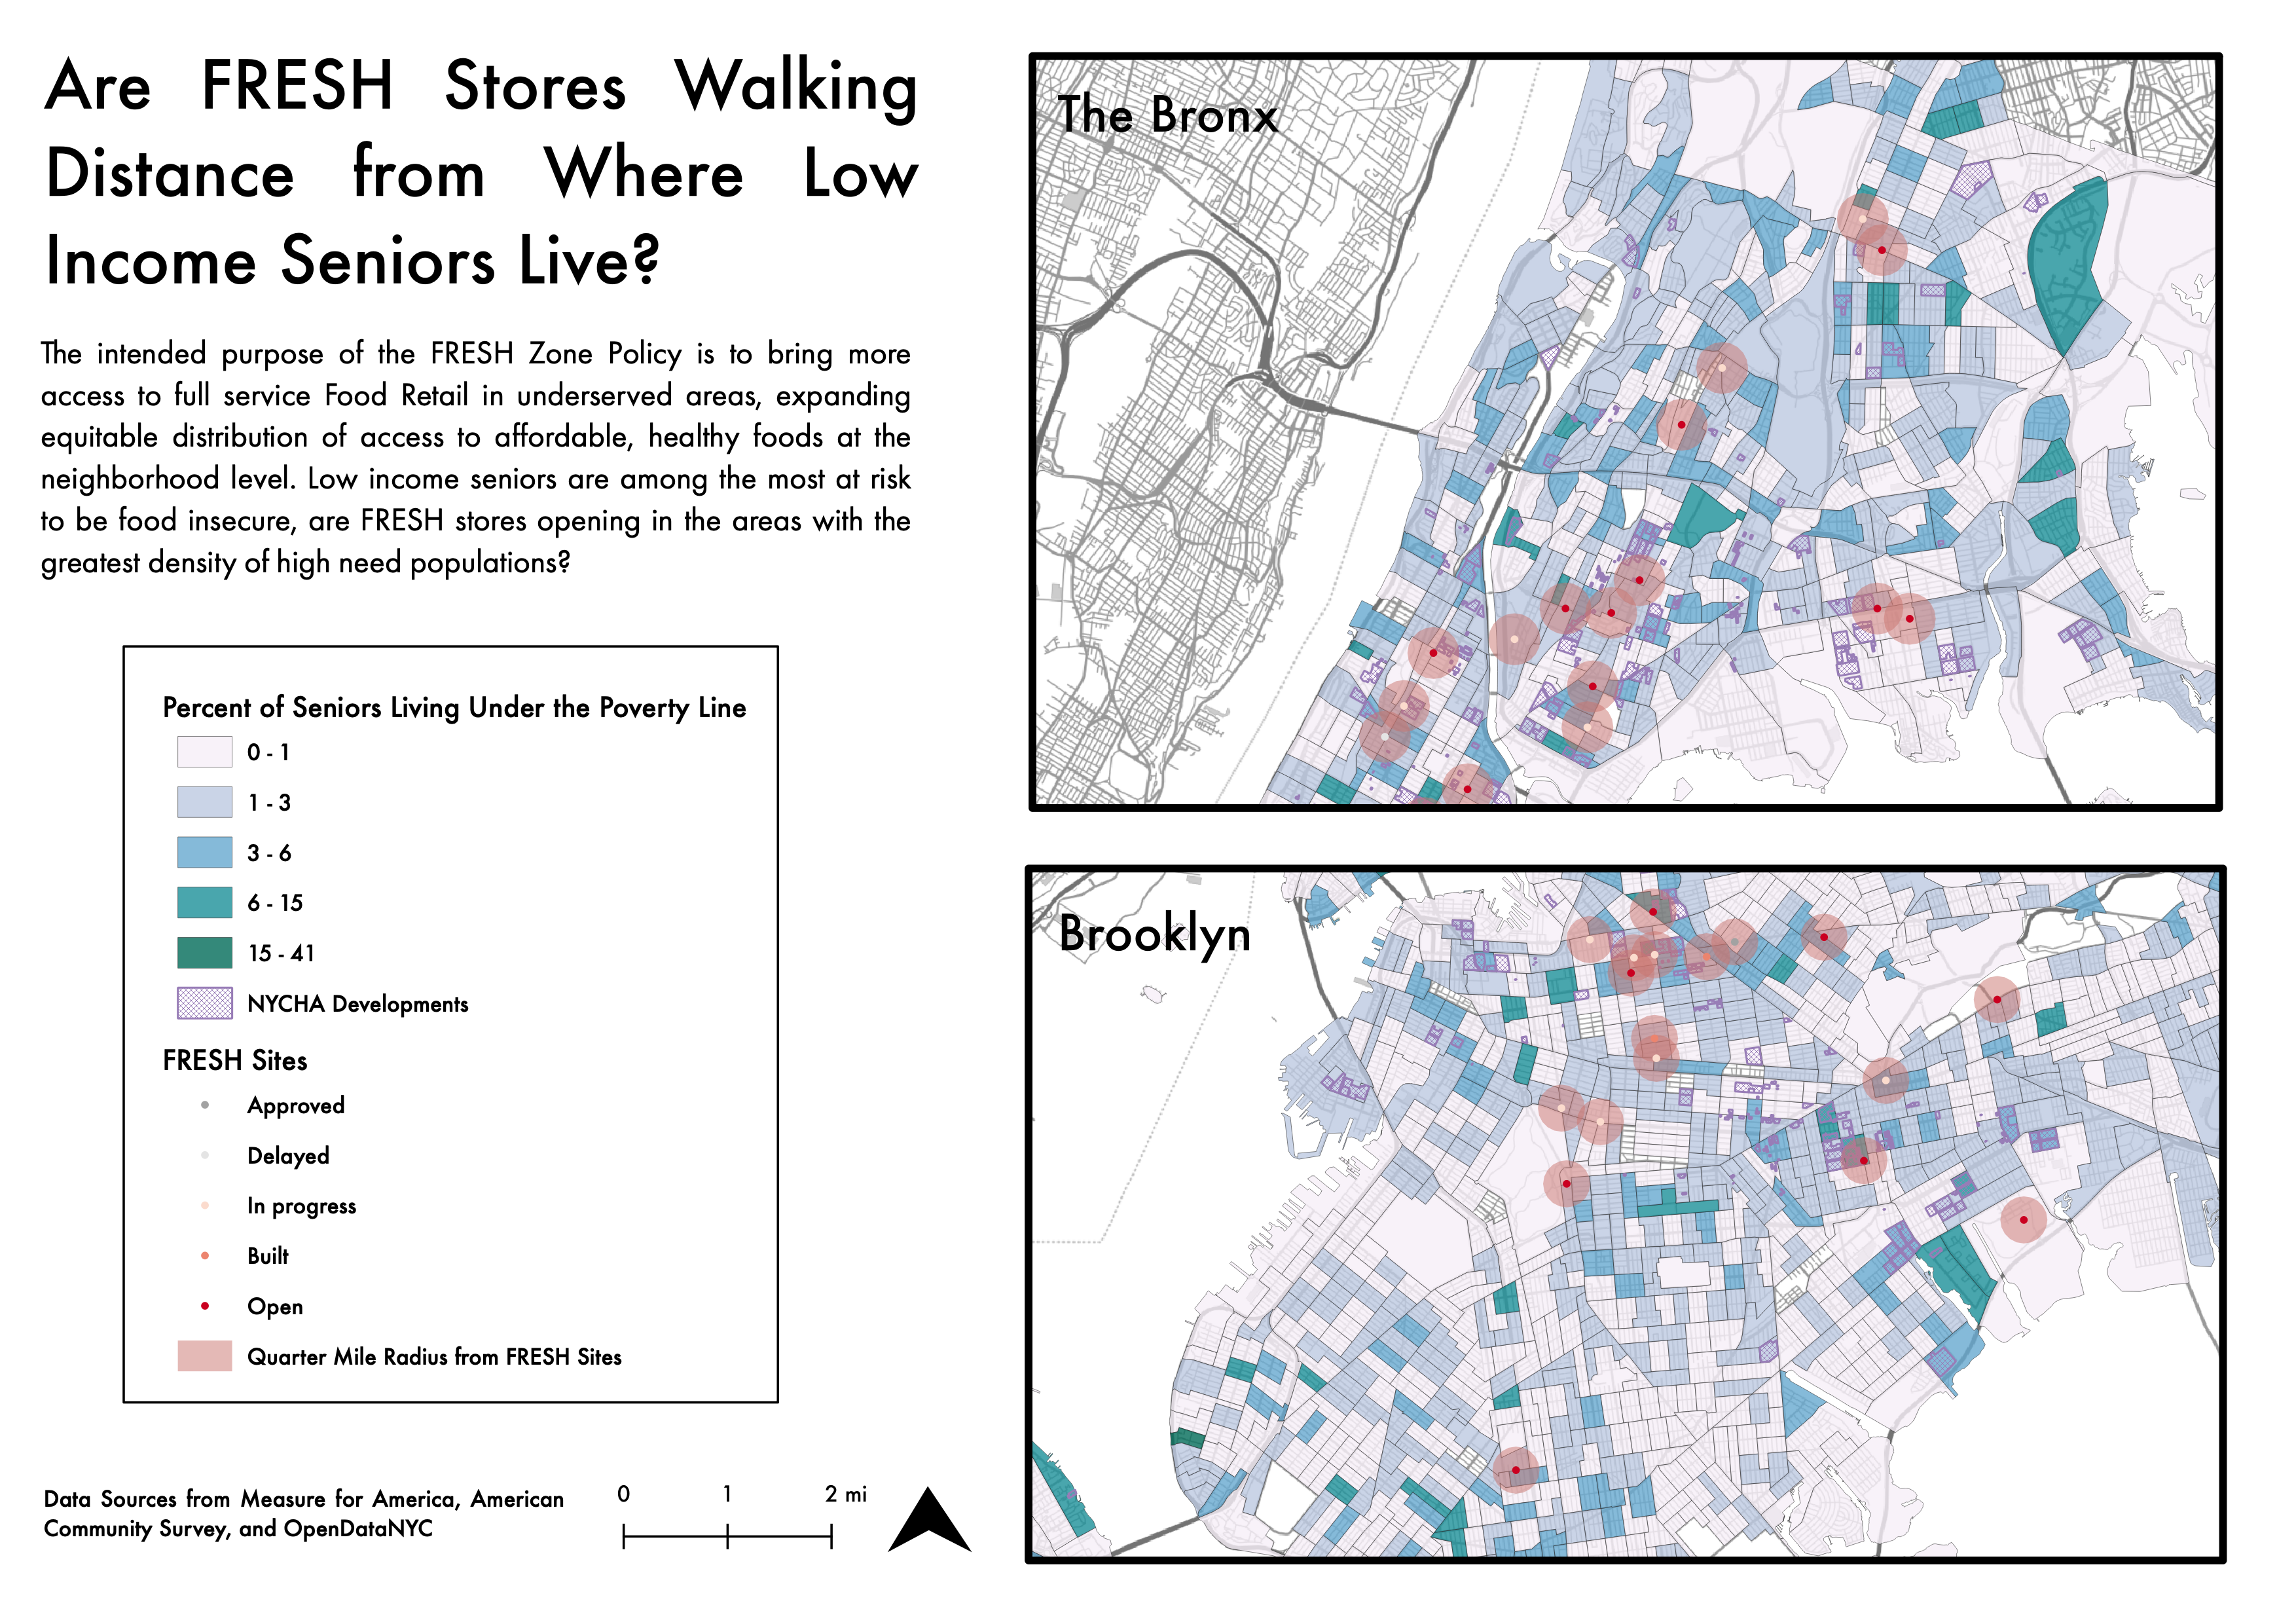 Are FRESH Stores Walking
Distance from Where Low
Income Seniors Live?
The intended purpose of the FRESH Zone Policy is to bring more
access to full service Food Retail in underserved areas, expanding
equitable distribution of access to affordable, healthy foods at the
neighborhood level. Low income seniors are among the most at risk
to be food insecure, are FRESH stores opening in the areas with the
greatest density of high need populations?
Percent of Seniors Living Under the Poverty Line
0 - 1
1 - 3
3 - 6
6 - 15
15 - 41
NYCHA Developments
FRESH Sites
Approved
Delayed
In progress
Built
Open
Quarter Mile Radius from FRESH Sites
Data Sources from Measure for America, American
Community Survey, and OpenDataNYC
0 1 2 mi
The Bronx
Brooklyn